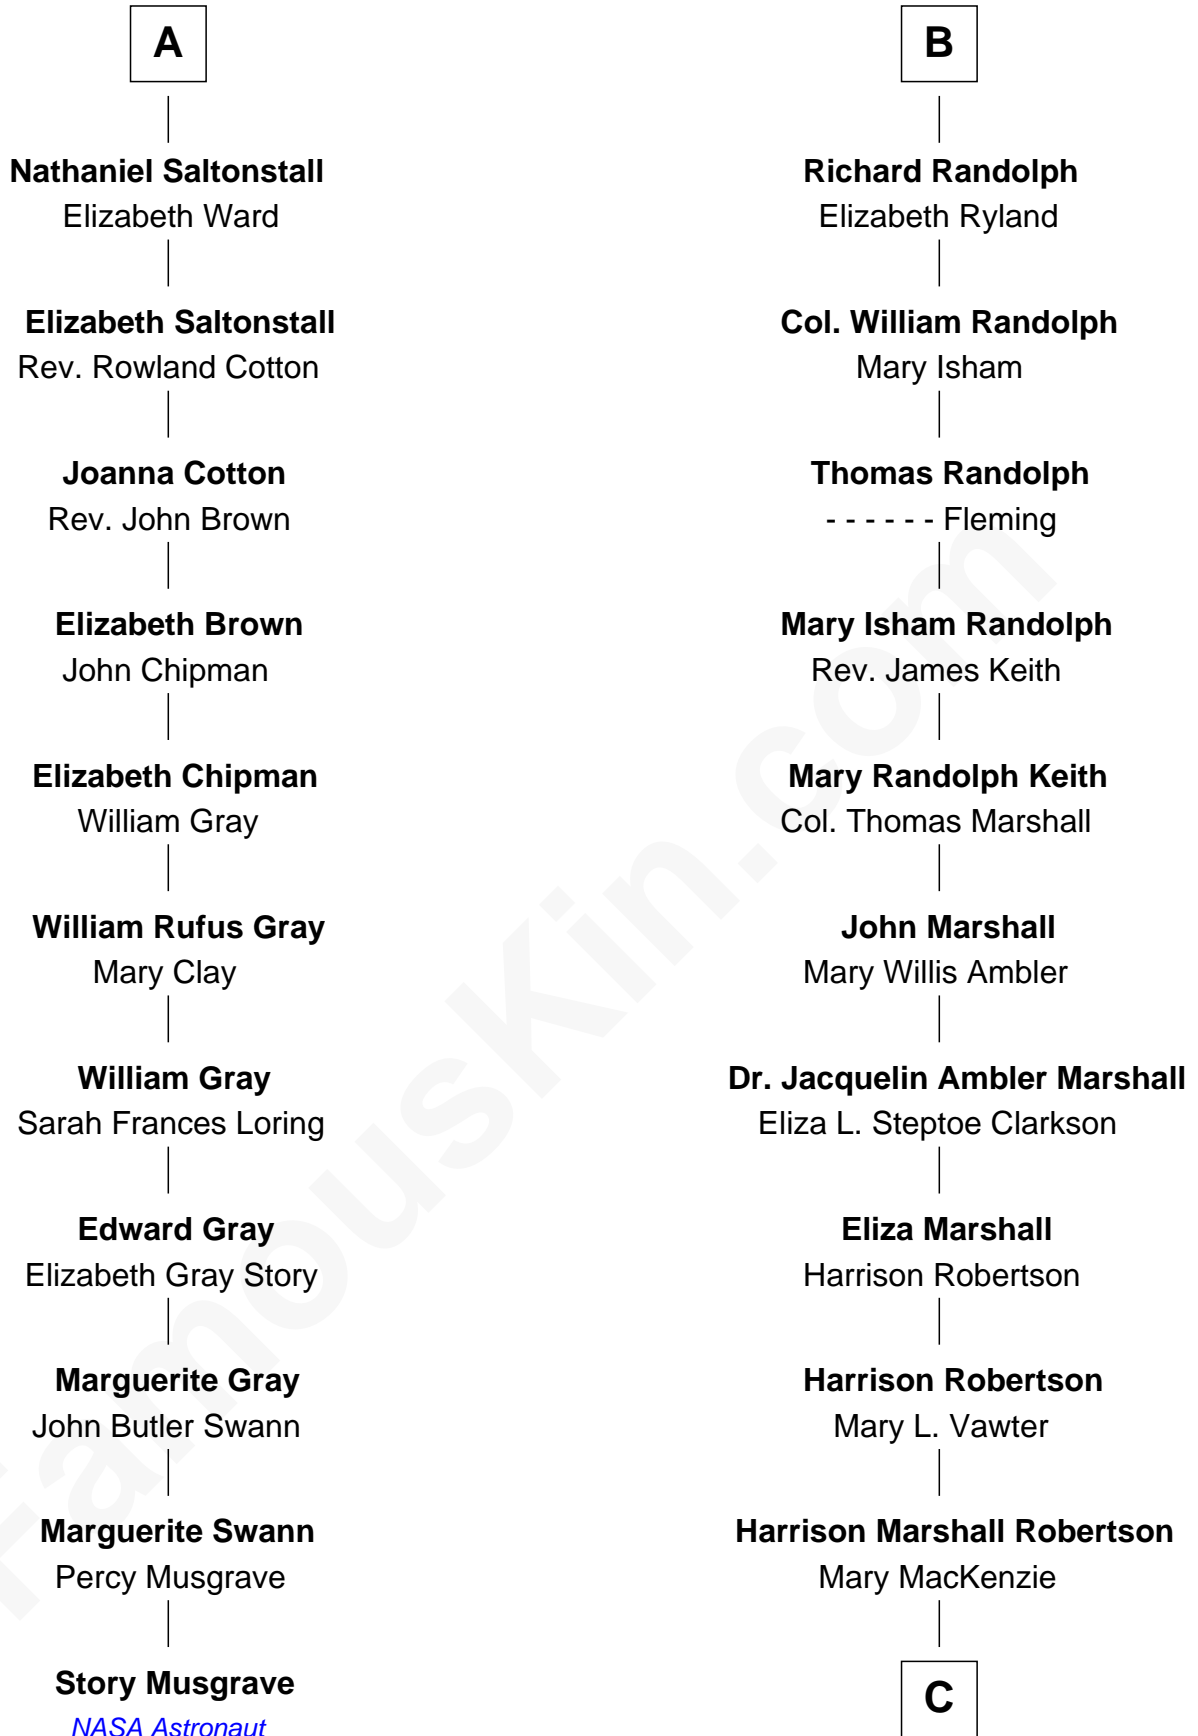 A
Nathaniel Saltonstall
Elizabeth Ward
Elizabeth Saltonstall
Rev. Rowland Cotton
Joanna Cotton
Rev. John Brown
Elizabeth Brown
John Chipman
Elizabeth Chipman
William Gray
William Rufus Gray
Mary Clay
William Gray
Sarah Frances Loring
Edward Gray
Elizabeth Gray Story
Marguerite Gray
John Butler Swann
Marguerite Swann
Percy Musgrave
Story Musgrave
NASA Astronaut
B
Richard Randolph
Elizabeth Ryland
Col. William Randolph
Mary Isham
Thomas Randolph
- - - - - - Fleming
Mary Isham Randolph
Rev. James Keith
Mary Randolph Keith
Col. Thomas Marshall
John Marshall
Mary Willis Ambler
Dr. Jacquelin Ambler Marshall
Eliza L. Steptoe Clarkson
Eliza Marshall
Harrison Robertson
Harrison Robertson
Mary L. Vawter
Harrison Marshall Robertson
Mary MacKenzie
C
FamousKin.com